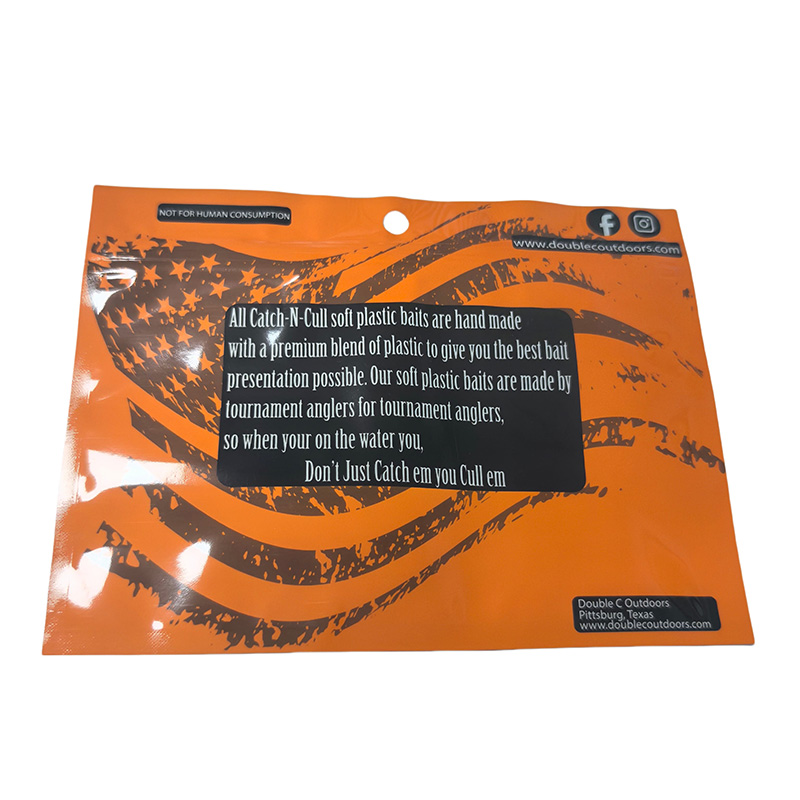 NOT FOR HUMAN CONSUMPTION
www.doublecoutdoors.com
All Catch-N-Cull soft plastic baits are hand made
with a premium blend of plastic to give you the best bait
presentation possible. Our soft plastic baits are made by
tournament anglers for tournament anglers,
so when your on the water you,
Don't Just Catch em you Cull em
Double C Outdoors
Pittsburg, Texas
www.doublecoutdoors.com